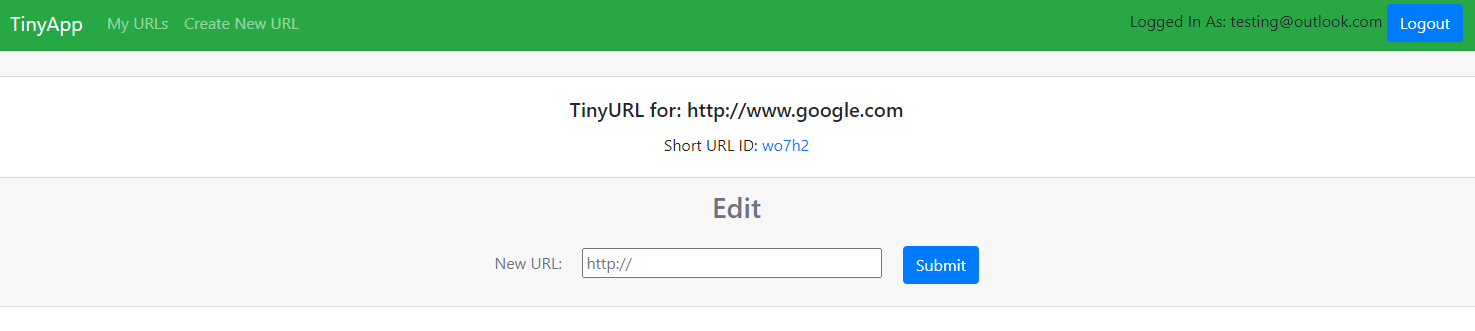 TinyApp My URLs Create New URL Logged In As: testing@outlook.com Logout
TinyURL for: http://www.google.com
Short URL ID: wo7h2
Edit
New URL: http:// Submit